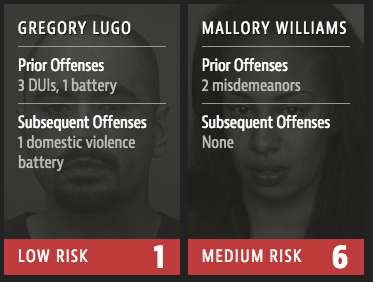 GREGORY LUGO
Prior Offenses
3 DUIs, 1 battery
Subsequent Offenses
1 domestic violence
battery
LOW RISK 1
MALLORY WILLIAMS
Prior Offenses
2 misdemeanors
Subsequent Offenses
None
MEDIUM RISK 6